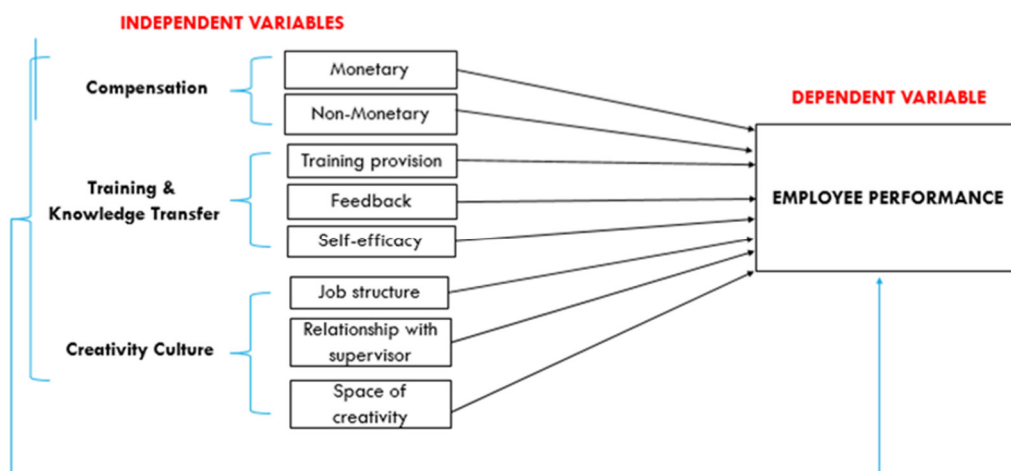 INDEPENDENT VARIABLES
Compensation
Monetary
Non-Monetary
Training &
Knowledge Transfer
Training provision
Feedback
Self-efficacy
Creativity Culture
Job structure
Relationship with
supervisor
Space of
creativity
DEPENDENT VARIABLE
EMPLOYEE PERFORMANCE